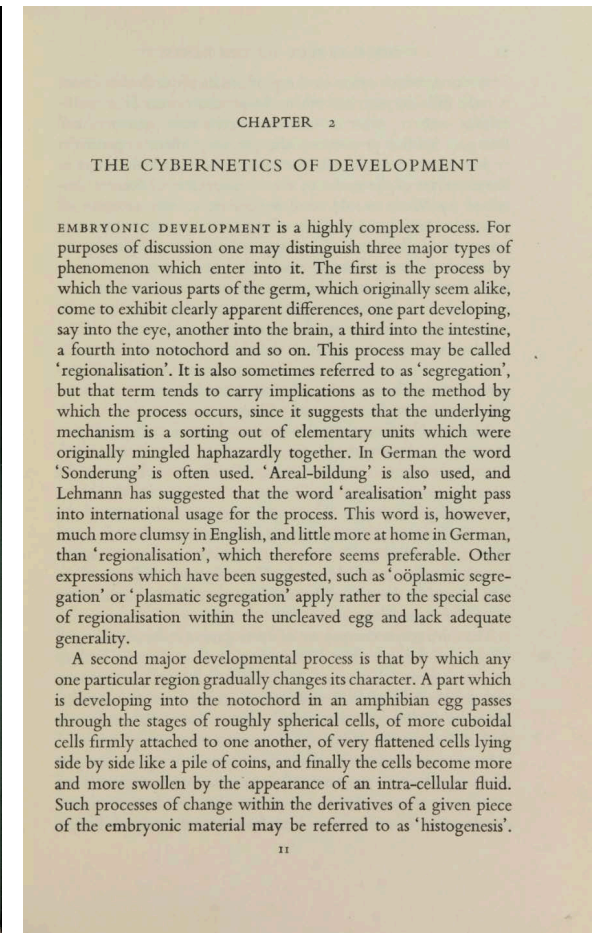 CHAPTER 2
THE CYBERNETICS OF DEVELOPMENT
EMBRYONIC DEVELOPMENT is a highly complex process. For
purposes of discussion one may distinguish three major types of
phenomenon which enter into it. The first is the process by
which the various parts of the germ, which originally seem alike,
come to exhibit clearly apparent differences, one part developing,
say into the eye, another into the brain, a third into the intestine,
a fourth into notochord and so on. This process may be called
‘regionalisation’. It is also sometimes referred to as ‘segregation’,
but that term tends to carry implications as to the method by
which the process occurs, since it suggests that the underlying
mechanism is a sorting out of elementary units which were
originally mingled haphazardly together. In German the word
‘Sonderung’ is often used. ‘Areal-bildung’ is also used, and
Lehmann has suggested that the word ‘arealisation’ might pass
into international usage for the process. This word is, however,
much more clumsy in English, and little more at home in German,
than ‘regionalisation’, which therefore seems preferable. Other
expressions which have been suggested, such as ‘oöplasmic segre-
gation’ or ‘plasmatic segregation’ apply rather to the special case
of regionalisation within the uncleaved egg and lack adequate
generality.
A second major developmental process is that by which any
one particular region gradually changes its character. A part which
is developing into the notochord in an amphibian egg passes
through the stages of roughly spherical cells, of more cuboidal
cells firmly attached to one another, of very flattened cells lying
side by side like a pile of coins, and finally the cells become more
and more swollen by the appearance of an intra-cellular fluid.
Such processes of change within the derivatives of a given piece
of the embryonic material may be referred to as ‘histogenesis’.
11